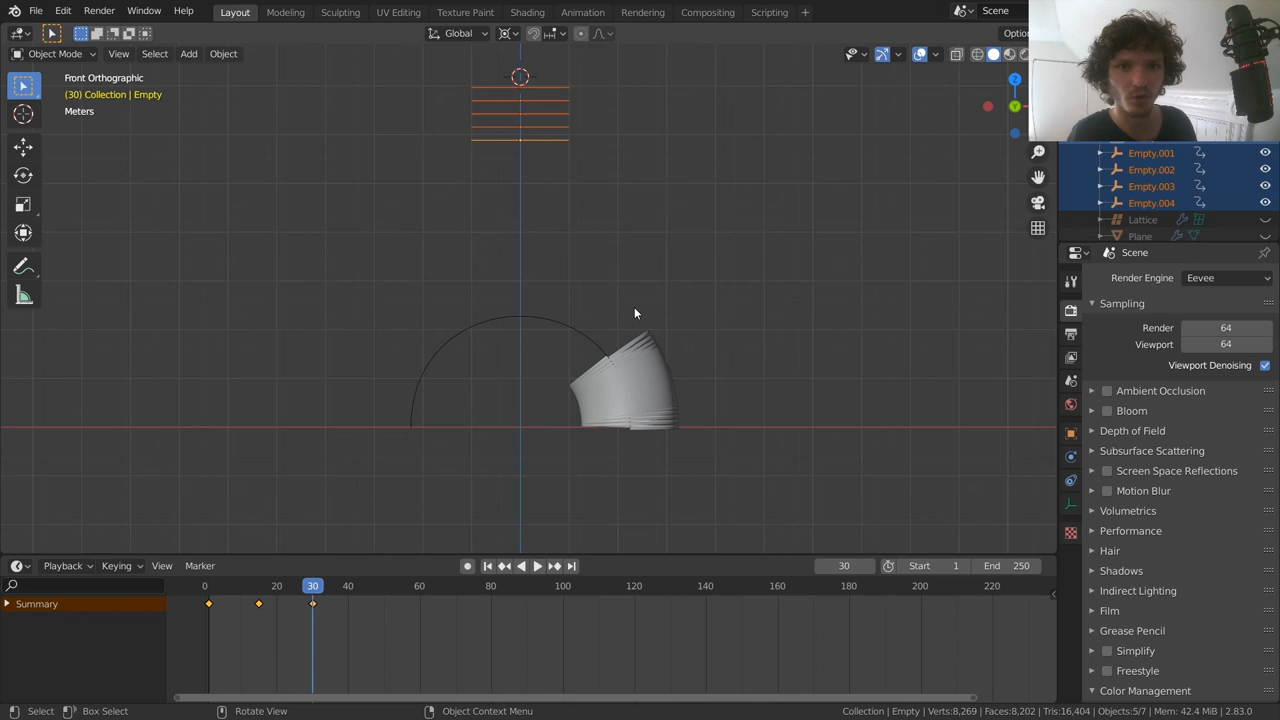 File Edit Render Window Help Layout Modeling Sculpting UV Editing Texture Paint Shading Animation Rendering Compositing Scripting + Scene
Global Optio
Object Mode View Select Add Object
Front Orthographic
(30) Collection | Empty
Meters
Z
Y
Empty.001
Empty.002
Empty.003
Empty.004
Lattice
Plane
Scene
Render Engine Eevee
Sampling
Render 64
Viewport 64
Viewport Denoising
Ambient Occlusion
Bloom
Depth of Field
Subsurface Scattering
Screen Space Reflections
Motion Blur
Volumetrics
Performance
Hair
Shadows
Indirect Lighting
Film
Grease Pencil
Simplify
Freestyle
Color Management
Playback Keying View Marker 30 Start 1 End 250
0 20 30 40 60 80 100 120 140 160 180 200 220
Summary
Select Box Select Rotate View Object Context Menu Collection | Empty | Verts:8,269 | Faces:8,202 | Tris:16,404 | Objects:5/7 | Mem: 42.4 MiB | 2.83.0